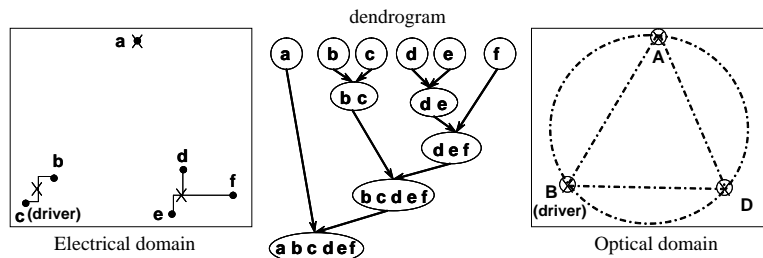 dendrogram
a
b
c
(driver)
d
e
f
Electrical domain
a b c d e f
b c
d e
d e f
b c d e f
a b c d e f
A
B
(driver)
D
Optical domain